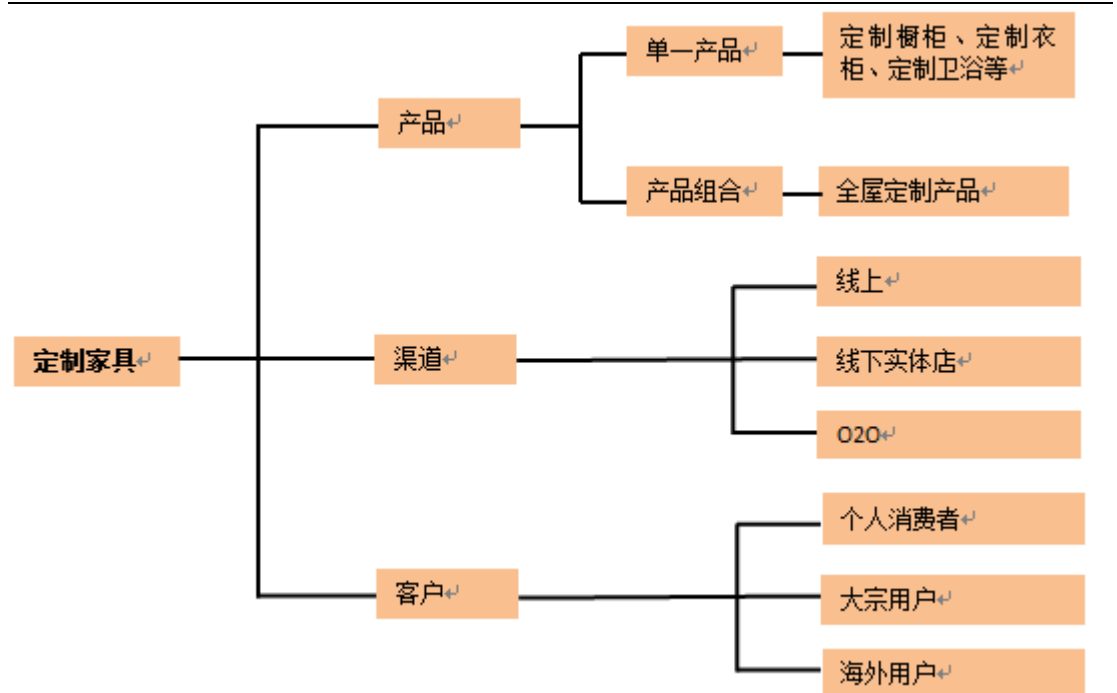 单一产品
定制橱柜、定制衣
柜、定制卫浴等
产品
产品组合
全屋定制产品
线上
定制家具
渠道
线下实体店
O2O
个人消费者
客户
大宗用户
海外用户